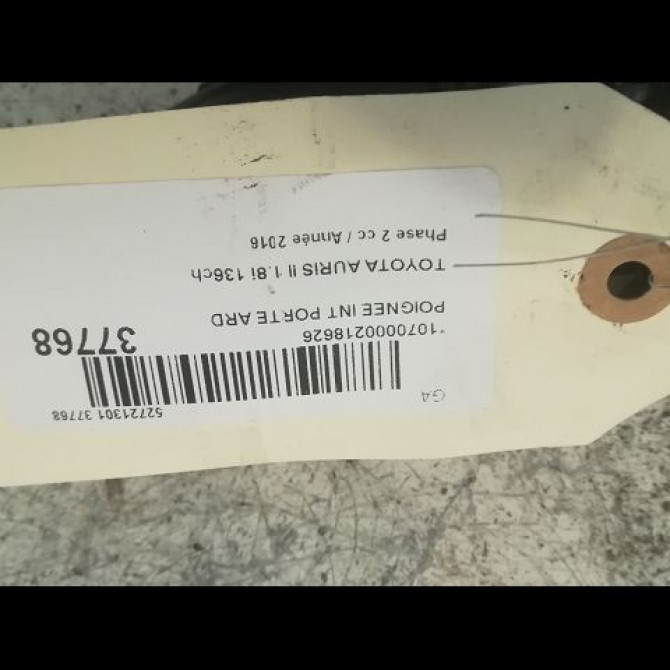 GA
52721301 37768
*1070000218626
37768
POIGNEE INT PORTE ARD
TOYOTA AURIS II 1.8i 136ch
Phase 2 cc / Année 2016